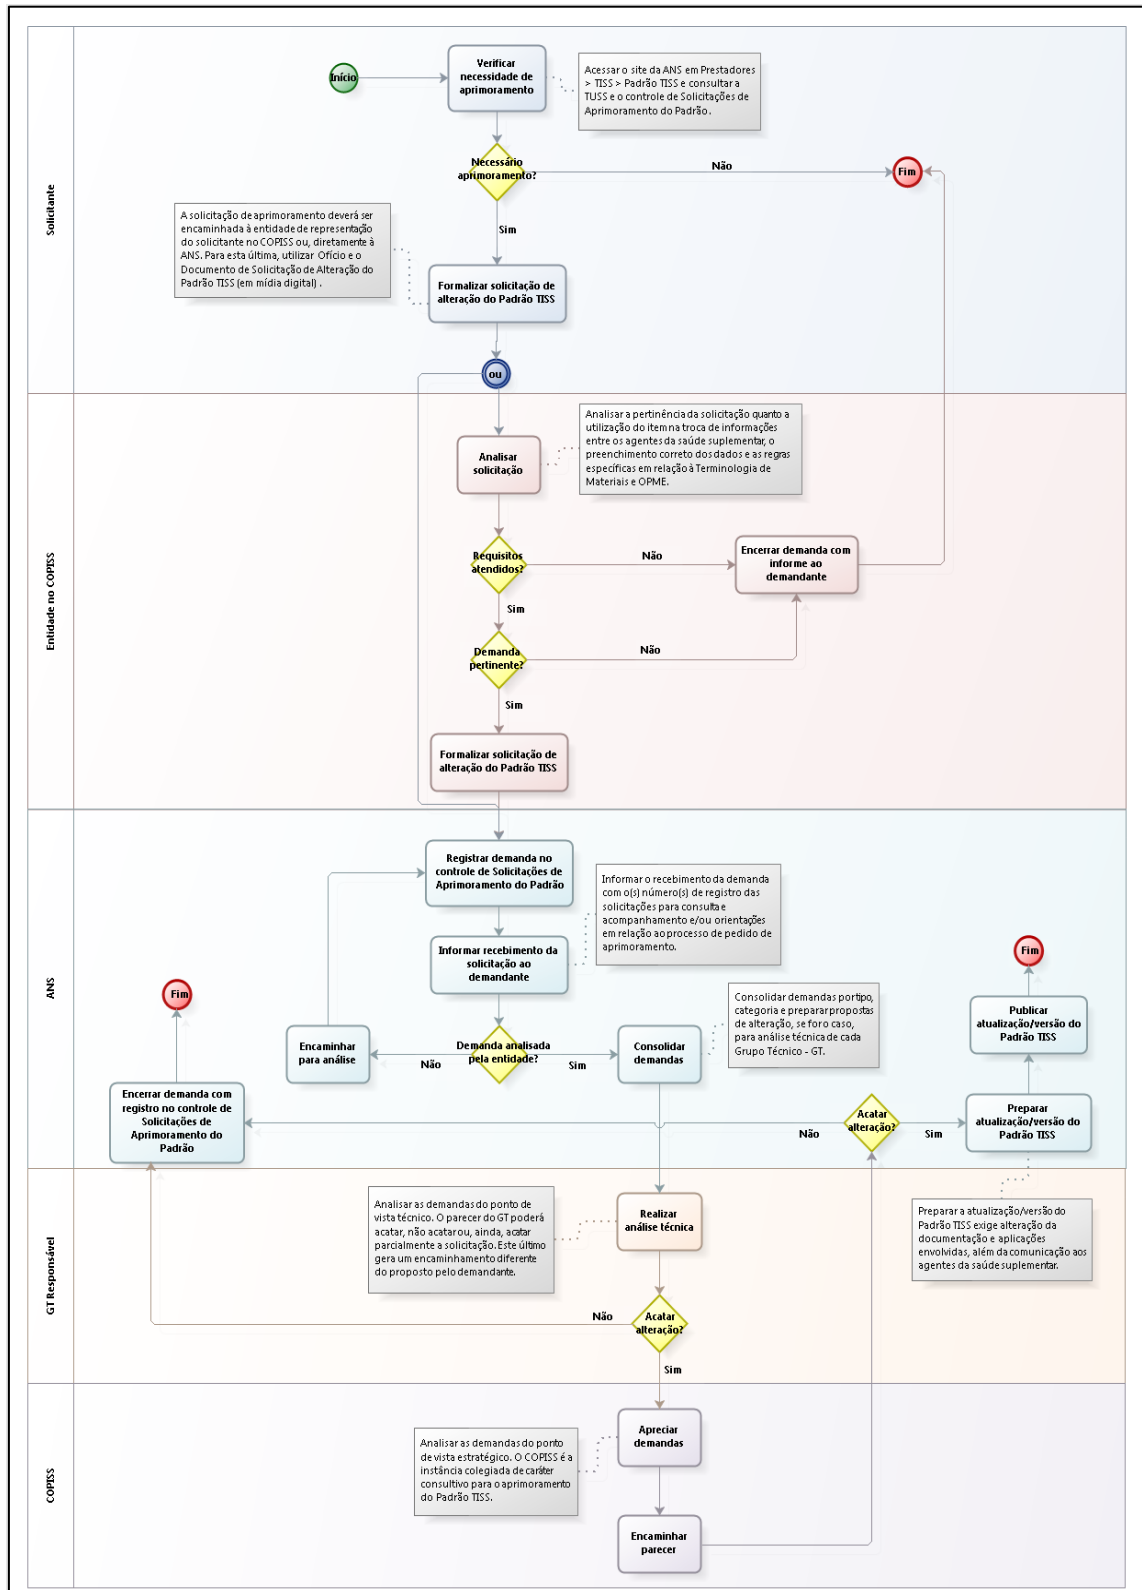 Solicitante
Início
Verificar
necessidade de
aprimoramento
Acessar o site da ANS em Prestadores
> TISS > Padrão TISS e consultar a
TUSS e o controle de Solicitações de
Aprimoramento do Padrão.
Necessário
aprimoramento?
Não
Fim
Sim
A solicitação de aprimoramento deverá ser
encaminhada à entidade de representação
do solicitante no COPISS ou, diretamente à
ANS. Para esta última, utilizar Ofício e o
Documento de Solicitação de Alteração do
Padrão TISS (em mídia digital) .
Formalizar solicitação de
alteração do Padrão TISS
ou
Entidade no COPISS
Analisar
solicitação
Analisar a pertinência da solicitação quanto a
utilização do item na troca de informações
entre os agentes da saúde suplementar, o
preenchimento correto dos dados e as regras
específicas em relação à Terminologia de
Materiais e OPME.
Requisitos
atendidos?
Não
Encerrar demanda com
informe ao
demandante
Sim
Demanda
pertinente?
Não
Sim
Formalizar solicitação de
alteração do Padrão TISS
ANS
Registrar demanda no
controle de Solicitações de
Aprimoramento do Padrão
Informar o recebimento da demanda
com o(s) número(s) de registro das
solicitações para consulta e
acompanhamento e/ou orientações
em relação ao processo de pedido de
aprimoramento.
Informar recebimento da
solicitação ao
demandante
Fim
Fim
Encaminhar
para análise
Não
Demanda analisada
pela entidade?
Sim
Consolidar
demandas
Consolidar demandas por tipo,
categoria e preparar propostas
de alteração, se for o caso,
para análise técnica de cada
Grupo Técnico - GT.
Publicar
atualização/versão do
Padrão TISS
Encerrar demanda com
registro no controle de
Solicitações de
Aprimoramento do
Padrão
Não
Acatar
alteração?
Sim
Preparar
atualização/versão do
Padrão TISS
GT Responsável
Analisar as demandas do ponto de
vista técnico. O parecer do GT poderá
acatar, não acatar ou, ainda, acatar
parcialmente a solicitação. Este último
gera um encaminhamento diferente
do proposto pelo demandante.
Realizar
análise técnica
Preparar a atualização/versão do
Padrão TISS exige alteração da
documentação e aplicações
envolvidas, além da comunicação aos
agentes da saúde suplementar.
Não
Acatar
alteração?
Sim
COPISS
Apreciar
demandas
Analisar as demandas do ponto
de vista estratégico. O COPISS é a
instância colegiada de caráter
consultivo para o aprimoramento
do Padrão TISS.
Encaminhar
parecer